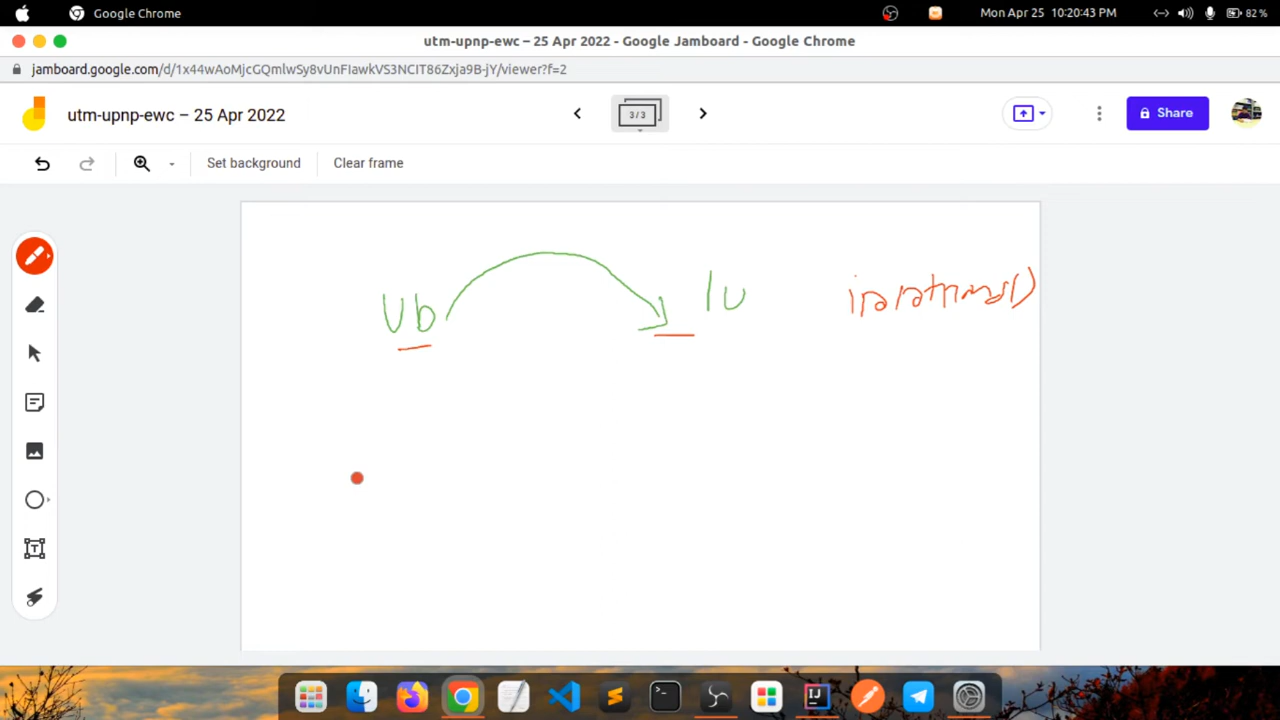 Google Chrome
Mon Apr 25 10:20:43 PM
82 %
utm-upnp-ewc – 25 Apr 2022 - Google Jamboard - Google Chrome
jamboard.google.com/d/1x44wAoMjcGQmlwSy8vUnFIawkVS3NCIT86Zxja9B-jY/viewer?f=2
utm-upnp-ewc – 25 Apr 2022
3 / 3
Share
Set background
Clear frame
Ub
lu